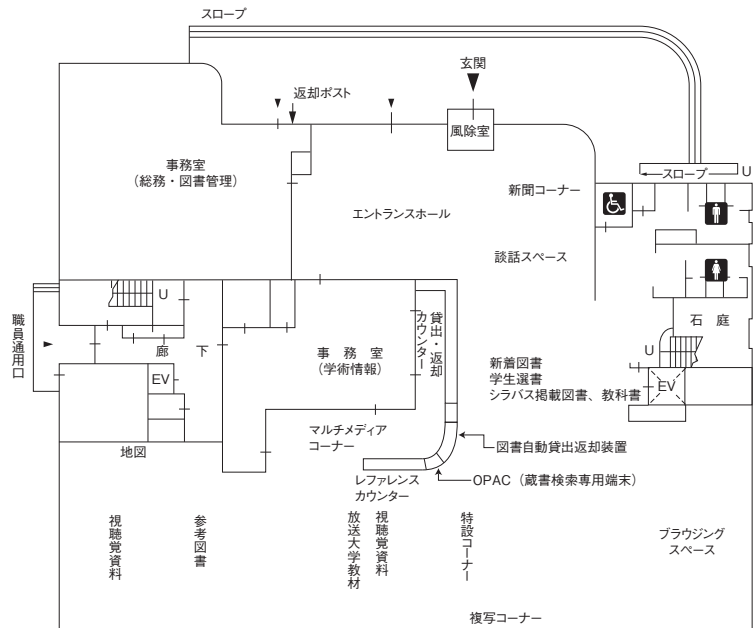 スロープ
玄関
返却ポスト
風除室
事務室
（総務・図書管理）
エントランスホール
新聞コーナー
スロープ
U
談話スペース
石庭
U
職員通用口
廊下
EV
事務室
（学術情報）
貸出・返却
カウンター
新着図書
学生選書
シラバス掲載図書、教科書
U
EV
地図
マルチメディア
コーナー
図書自動貸出返却装置
レファレンス
カウンター
OPAC（蔵書検索専用端末）
視聴覚資料
参考図書
視聴覚資料
放送大学教材
特設コーナー
ブラウジング
スペース
複写コーナー